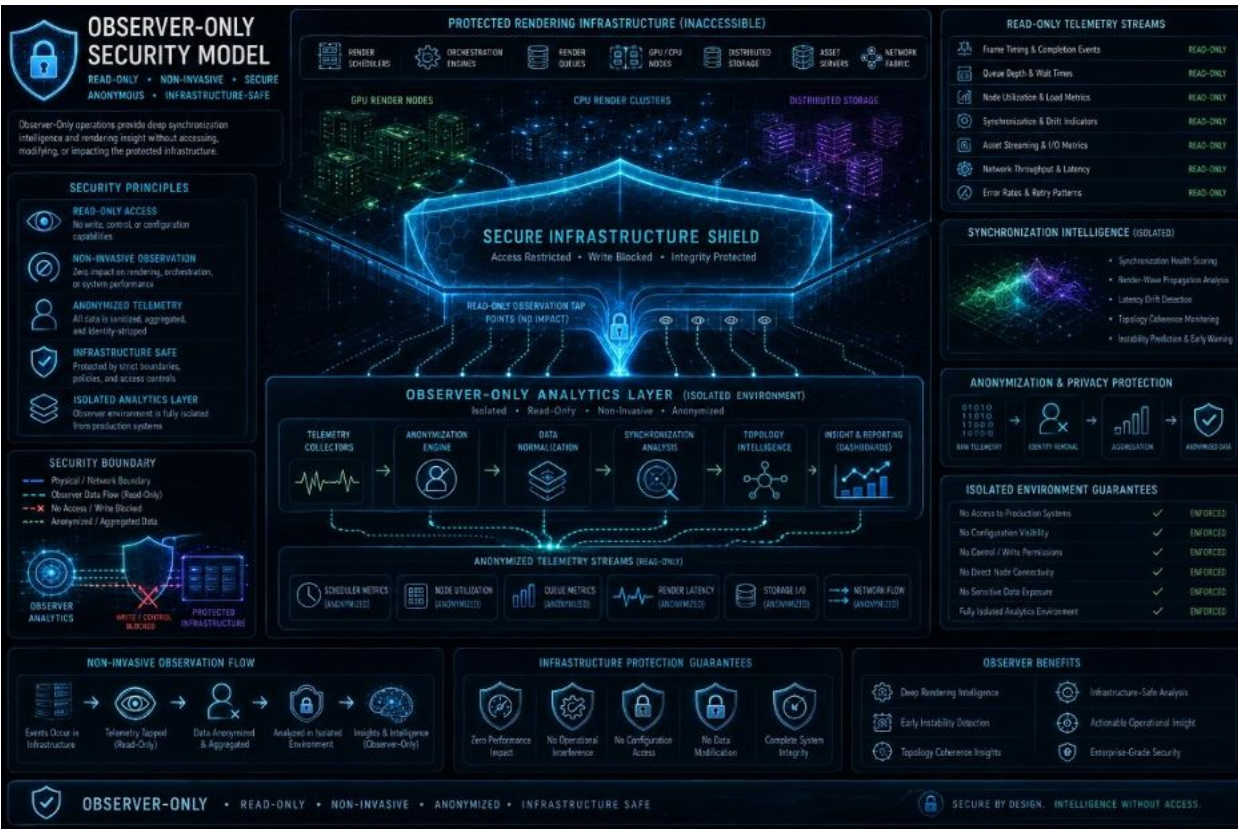 OBSERVER-ONLY
SECURITY MODEL
READ-ONLY • NON-INVASIVE • SECURE
ANONYMOUS • INFRASTRUCTURE-SAFE
Observer-Only operations provide deep synchronization
intelligence and rendering insight without accessing,
modifying, or impacting the protected infrastructure.
SECURITY PRINCIPLES
READ-ONLY ACCESS
No write, control, or configuration
capabilities
NON-INVASIVE OBSERVATION
Zero impact on rendering, orchestration,
or system performance
ANONYMIZED TELEMETRY
All data is sanitized, aggregated,
and identity-stripped
INFRASTRUCTURE SAFE
Protected by strict boundaries,
policies, and access controls
ISOLATED ANALYTICS LAYER
Observer environment is fully isolated
from production systems
SECURITY BOUNDARY
Physical / Network Boundary
Observer Data Flow (Read-Only)
No Access / Write Blocked
Anonymized / Aggregated Data
OBSERVER
ANALYTICS
WRITE / CONTROL
BLOCKED
PROTECTED
INFRASTRUCTURE
PROTECTED RENDERING INFRASTRUCTURE (INACCESSIBLE)
RENDER
SCHEDULERS
ORCHESTRATION
ENGINES
RENDER
QUEUES
GPU / CPU
NODES
DISTRIBUTED
STORAGE
ASSET
SERVERS
NETWORK
FABRIC
GPU RENDER NODES
CPU RENDER CLUSTERS
DISTRIBUTED STORAGE
SECURE INFRASTRUCTURE SHIELD
Access Restricted • Write Blocked • Integrity Protected
READ-ONLY OBSERVATION TAP
POINTS (NO IMPACT)
OBSERVER-ONLY ANALYTICS LAYER (ISOLATED ENVIRONMENT)
Isolated • Read-Only • Non-Invasive • Anonymized
TELEMETRY
COLLECTORS
ANONYMIZATION
ENGINE
DATA
NORMALIZATION
SYNCHRONIZATION
ANALYSIS
TOPOLOGY
INTELLIGENCE
INSIGHT & REPORTING
(DASHBOARDS)
ANONYMIZED TELEMETRY STREAMS (READ-ONLY)
SCHEDULER METRICS
(ANONYMIZED)
NODE UTILIZATION
(ANONYMIZED)
QUEUE METRICS
(ANONYMIZED)
RENDER LATENCY
(ANONYMIZED)
STORAGE I/O
(ANONYMIZED)
NETWORK FLOW
(ANONYMIZED)
READ-ONLY TELEMETRY STREAMS
Frame Timing & Completion Events READ-ONLY
Queue Depth & Wait Times READ-ONLY
Node Utilization & Load Metrics READ-ONLY
Synchronization & Drift Indicators READ-ONLY
Asset Streaming & I/O Metrics READ-ONLY
Network Throughput & Latency READ-ONLY
Error Rates & Retry Patterns READ-ONLY
SYNCHRONIZATION INTELLIGENCE (ISOLATED)
• Synchronization Health Scoring
• Render-Wave Propagation Analysis
• Latency Drift Detection
• Topology Coherence Monitoring
• Instability Prediction & Early Warning
ANONYMIZATION & PRIVACY PROTECTION
RAW TELEMETRY
IDENTITY REMOVAL
AGGREGATION
ANONYMIZED DATA
ISOLATED ENVIRONMENT GUARANTEES
No Access to Production Systems ✓ ENFORCED
No Configuration Visibility ✓ ENFORCED
No Control / Write Permissions ✓ ENFORCED
No Direct Node Connectivity ✓ ENFORCED
No Sensitive Data Exposure ✓ ENFORCED
Fully Isolated Analytics Environment ✓ ENFORCED
NON-INVASIVE OBSERVATION FLOW
Events Occur in
Infrastructure
Telemetry Tapped
(Read-Only)
Data Anonymized
& Aggregated
Analyzed in Isolated
Environment
Insights & Intelligence
(Observer-Only)
INFRASTRUCTURE PROTECTION GUARANTEES
Zero Performance
Impact
No Operational
Interference
No Configuration
Access
No Data
Modification
Complete System
Integrity
OBSERVER BENEFITS
Deep Rendering Intelligence
Early Instability Detection
Topology Coherence Insights
Infrastructure-Safe Analysis
Actionable Operational Insight
Enterprise-Grade Security
OBSERVER-ONLY • READ-ONLY • NON-INVASIVE • ANONYMIZED • INFRASTRUCTURE SAFE
SECURE BY DESIGN. INTELLIGENCE WITHOUT ACCESS.